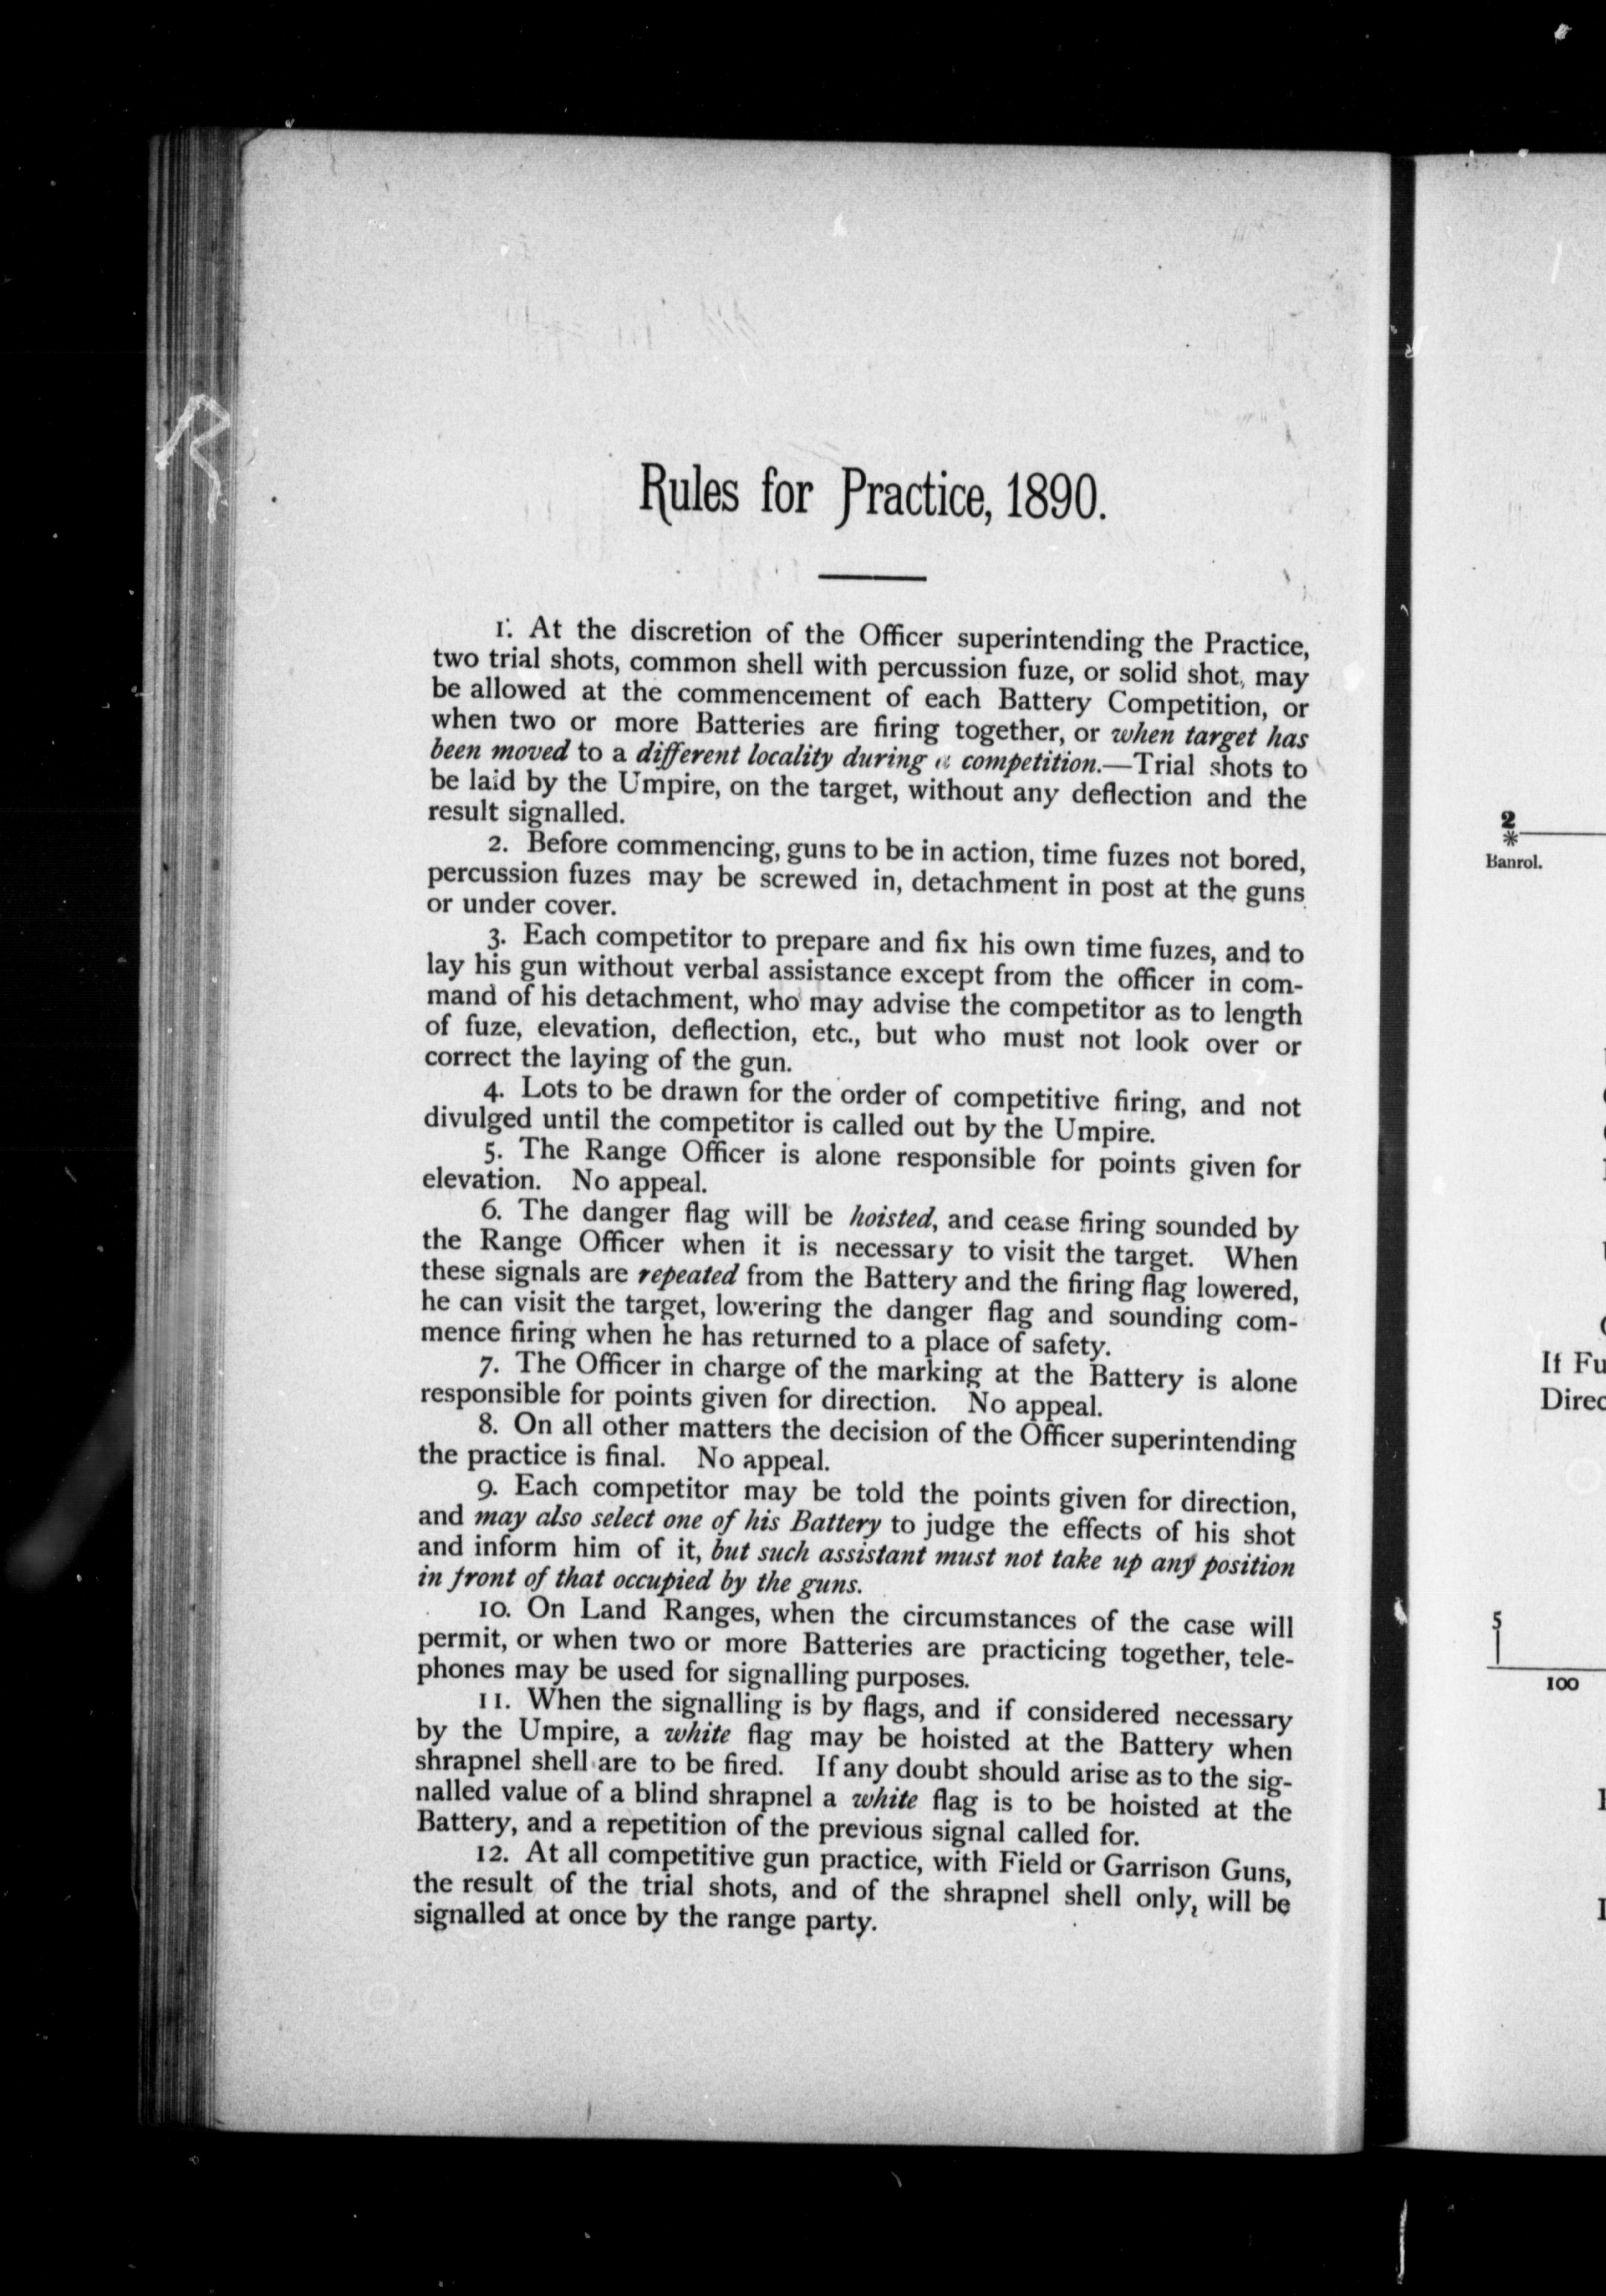 Rules for Practice, 1890.
1. At the discretion of the Officer superintending the Practice,
two trial shots, common shell with percussion fuze, or solid shot, may
be allowed at the commencement of each Battery Competition, or
when two or more Batteries are firing together, or when target has
been moved to a different locality during a competition.—Trial shots to
be laid by the Umpire, on the target, without any deflection and the
result signalled.
2. Before commencing, guns to be in action, time fuzes not bored,
percussion fuzes may be screwed in, detachment in post at the guns
or under cover.
3. Each competitor to prepare and fix his own time fuzes, and to
lay his gun without verbal assistance except from the officer in com-
mand of his detachment, who may advise the competitor as to length
of fuze, elevation, deflection, etc., but who must not look over or
correct the laying of the gun.
4. Lots to be drawn for the order of competitive firing, and not
divulged until the competitor is called out by the Umpire.
5. The Range Officer is alone responsible for points given for
elevation. No appeal.
6. The danger flag will be hoisted, and cease firing sounded by
the Range Officer when it is necessary to visit the target. When
these signals are repeated from the Battery and the firing flag lowered,
he can visit the target, lowering the danger flag and sounding com-
mence firing when he has returned to a place of safety.
7. The Officer in charge of the marking at the Battery is alone
responsible for points given for direction. No appeal.
8. On all other matters the decision of the Officer superintending
the practice is final. No appeal.
9. Each competitor may be told the points given for direction,
and may also select one of his Battery to judge the effects of his shot
and inform him of it, but such assistant must not take up any position
in front of that occupied by the guns.
10. On Land Ranges, when the circumstances of the case will
permit, or when two or more Batteries are practicing together, tele-
phones may be used for signalling purposes.
11. When the signalling is by flags, and if considered necessary
by the Umpire, a white flag may be hoisted at the Battery when
shrapnel shell are to be fired. If any doubt should arise as to the sig-
nalled value of a blind shrapnel a white flag is to be hoisted at the
Battery, and a repetition of the previous signal called for.
12. At all competitive gun practice, with Field or Garrison Guns,
the result of the trial shots, and of the shrapnel shell only, will be
signalled at once by the range party.
2
*
Banrol.
If Fu
Direc
5
100